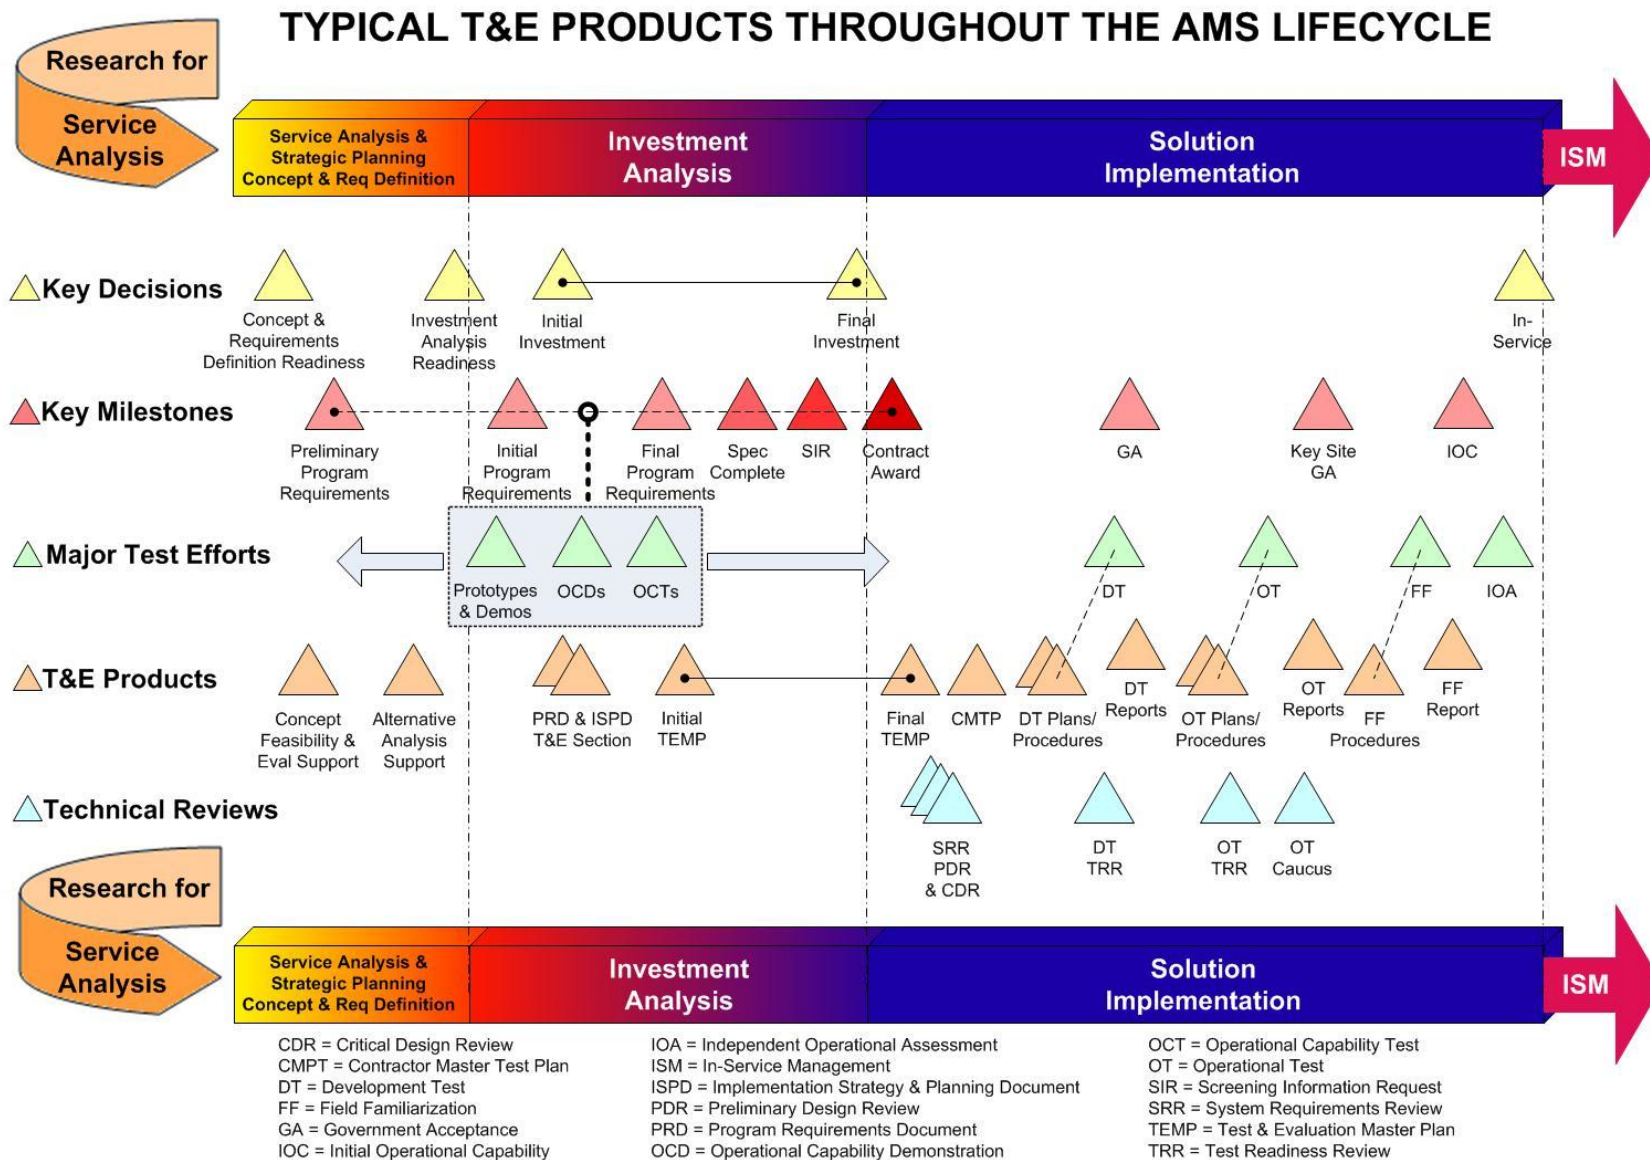 TYPICAL T&E PRODUCTS THROUGHOUT THE AMS LIFECYCLE
Research for
Service
Analysis
Service Analysis &
Strategic Planning
Concept & Req Definition
Investment
Analysis
Solution
Implementation
ISM
Key Decisions
Concept &
Requirements
Definition Readiness
Investment
Analysis
Readiness
Initial
Investment
Final
Investment
In-
Service
Key Milestones
Preliminary
Program
Requirements
Initial
Program
Requirements
Final
Program
Requirements
Spec
Complete
SIR
Contract
Award
GA
Key Site
GA
IOC
Major Test Efforts
Prototypes
& Demos
OCDs
OCTs
DT
OT
FF
IOA
T&E Products
Concept
Feasibility &
Eval Support
Alternative
Analysis
Support
PRD & ISPD
T&E Section
Initial
TEMP
Final
TEMP
CMTP
DT Plans/
Procedures
DT
Reports
OT Plans/
Procedures
OT
Reports
FF
Procedures
FF
Report
Technical Reviews
SRR
PDR
& CDR
DT
TRR
OT
TRR
OT
Caucus
Research for
Service
Analysis
Service Analysis &
Strategic Planning
Concept & Req Definition
Investment
Analysis
Solution
Implementation
ISM
CDR = Critical Design Review
CMPT = Contractor Master Test Plan
DT = Development Test
FF = Field Familiarization
GA = Government Acceptance
IOC = Initial Operational Capability
IOA = Independent Operational Assessment
ISM = In-Service Management
ISPD = Implementation Strategy & Planning Document
PDR = Preliminary Design Review
PRD = Program Requirements Document
OCD = Operational Capability Demonstration
OCT = Operational Capability Test
OT = Operational Test
SIR = Screening Information Request
SRR = System Requirements Review
TEMP = Test & Evaluation Master Plan
TRR = Test Readiness Review